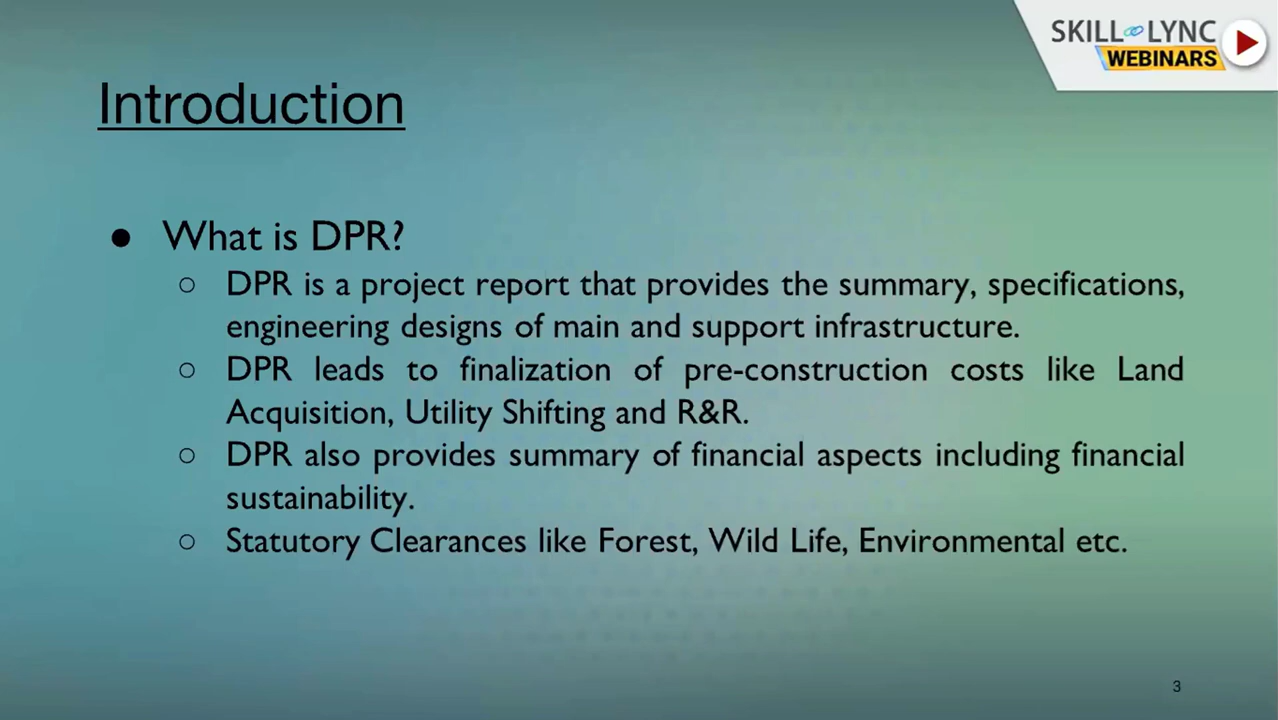 SKILL LYNC
WEBINARS
Introduction
● What is DPR?
○ DPR is a project report that provides the summary, specifications,
engineering designs of main and support infrastructure.
○ DPR leads to finalization of pre-construction costs like Land
Acquisition, Utility Shifting and R&R.
○ DPR also provides summary of financial aspects including financial
sustainability.
○ Statutory Clearances like Forest, Wild Life, Environmental etc.
3